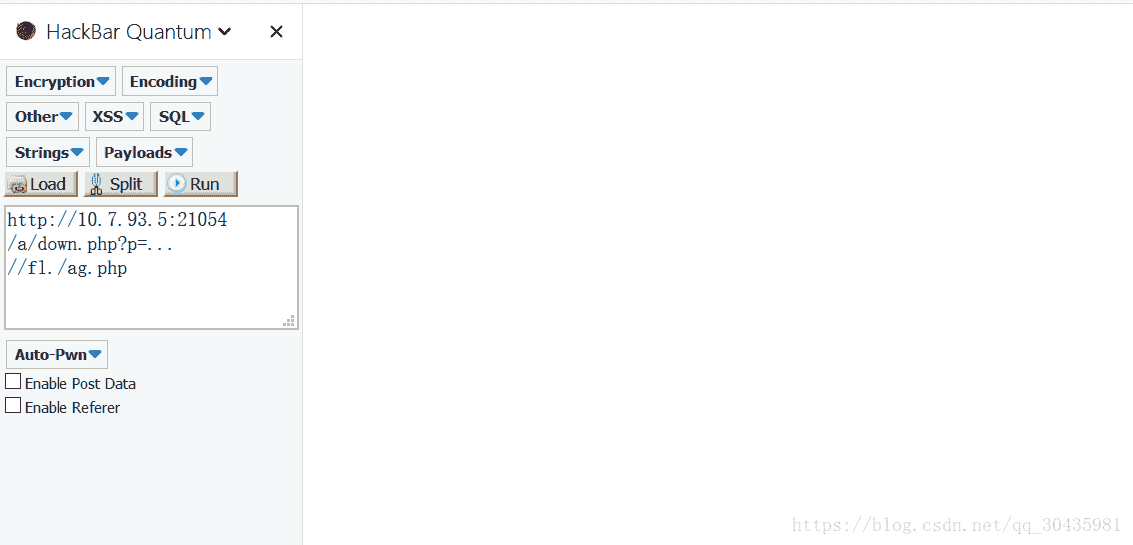 HackBar Quantum
Encryption Encoding
Other XSS SQL
Strings Payloads
Load Split Run
http://10.7.93.5:21054
/a/down.php?p=...
//fl./ag.php
Auto-Pwn
Enable Post Data
Enable Referer
https://blog.csdn.net/qq_30435981